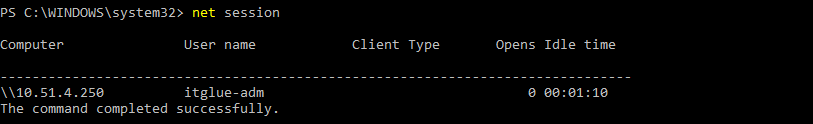 PS C:\WINDOWS\system32> net session
Computer               User name            Client Type       Opens Idle time
-------------------------------------------------------------------------------
\\10.51.4.250          itglue-adm                                 0 00:01:10
The command completed successfully.